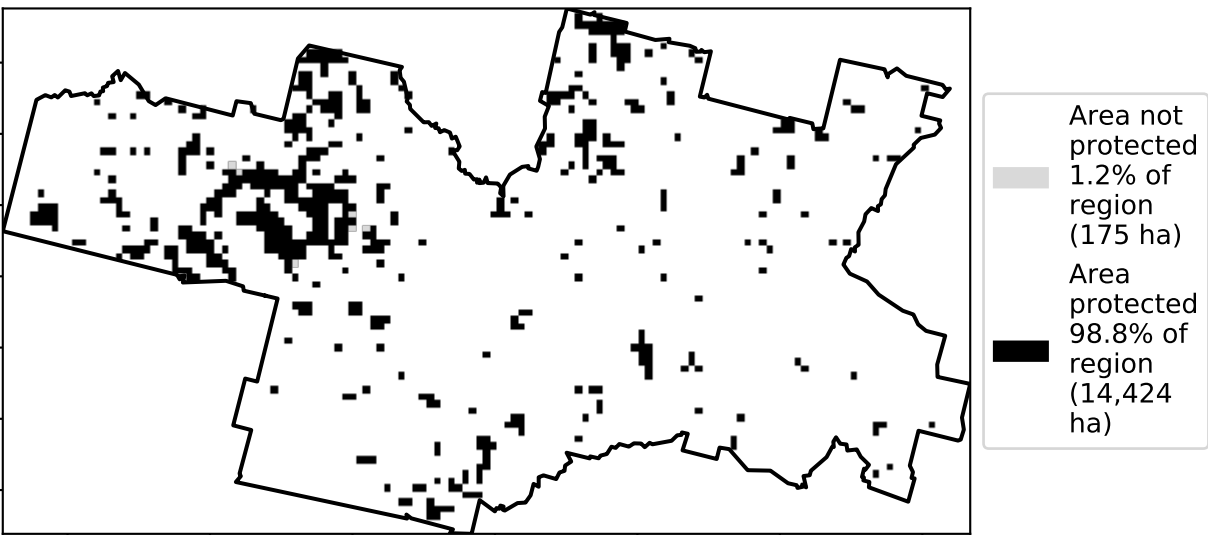 Area not
protected
1.2% of
region
(175 ha)
Area
protected
98.8% of
region
(14,424
ha)